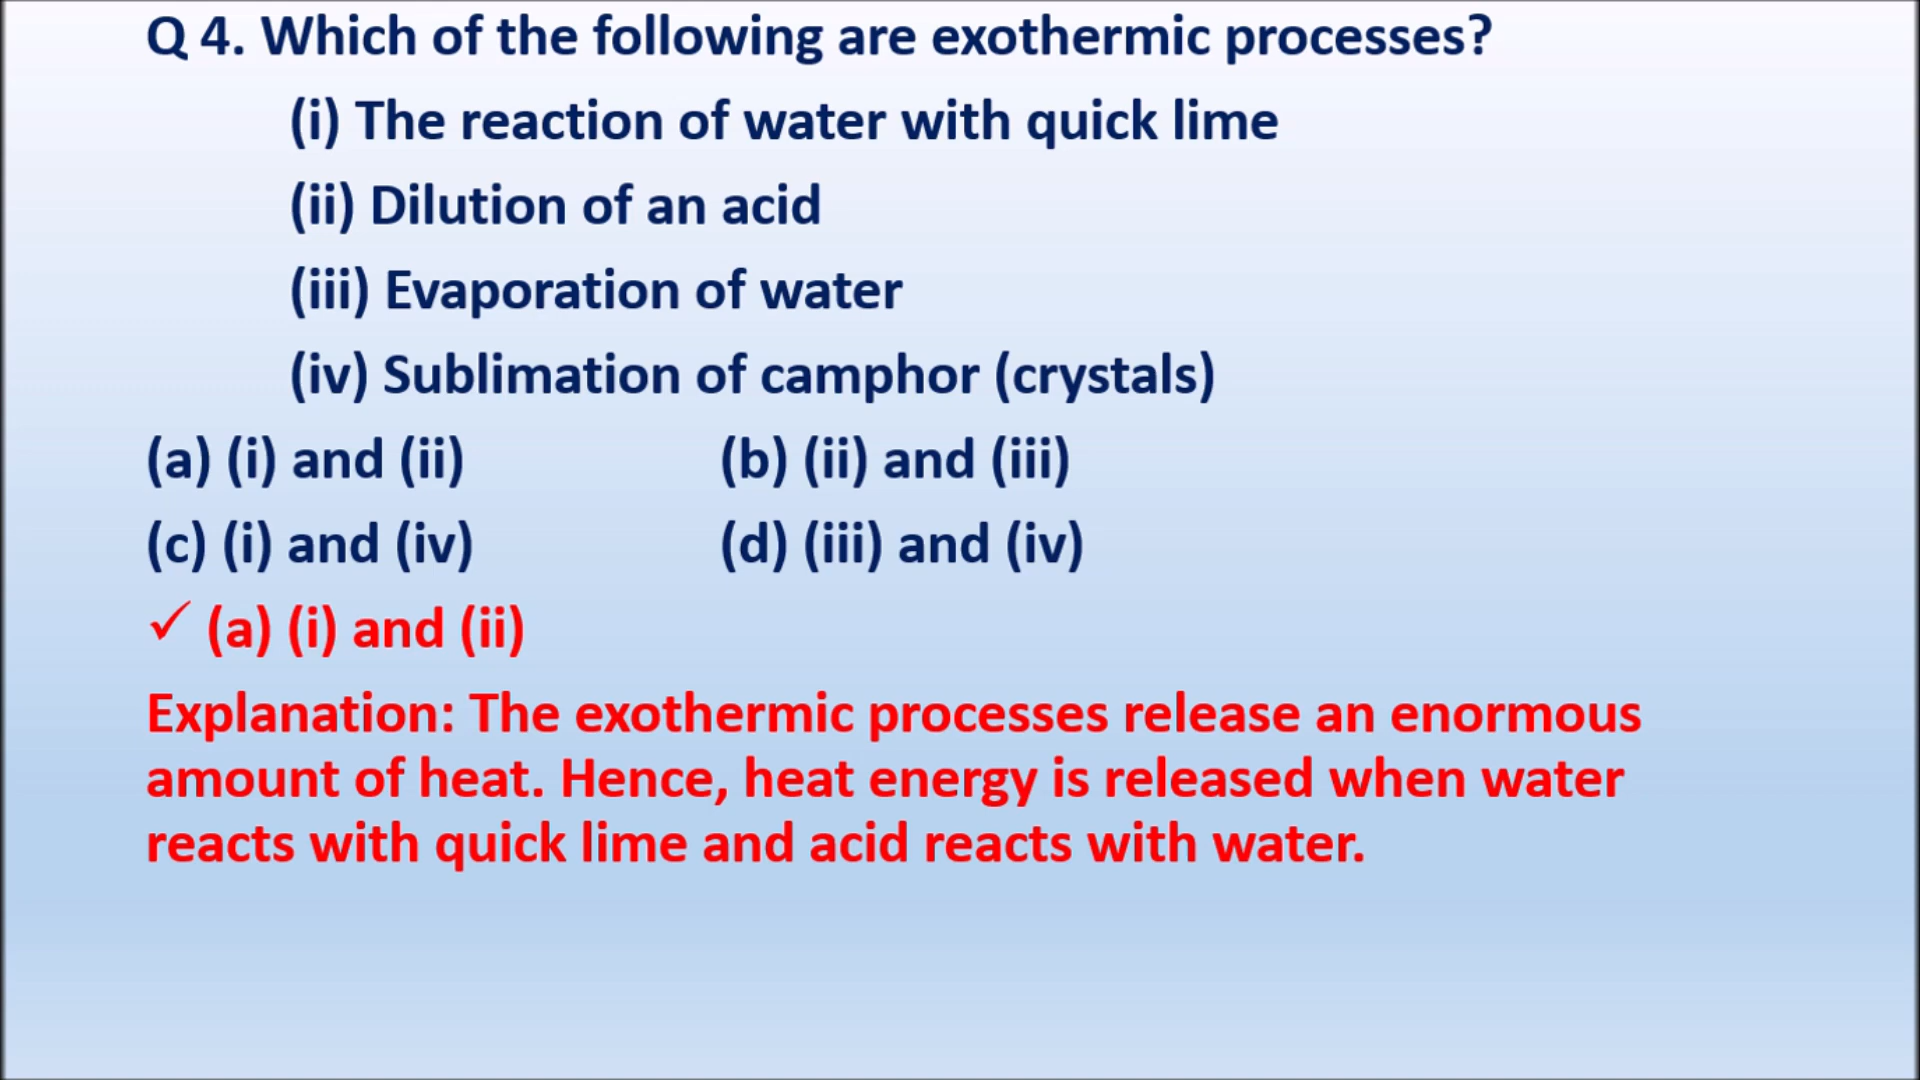 Q 4. Which of the following are exothermic processes?
(i) The reaction of water with quick lime
(ii) Dilution of an acid
(iii) Evaporation of water
(iv) Sublimation of camphor (crystals)
(a) (i) and (ii) (b) (ii) and (iii)
(c) (i) and (iv) (d) (iii) and (iv)
✓ (a) (i) and (ii)
Explanation: The exothermic processes release an enormous
amount of heat. Hence, heat energy is released when water
reacts with quick lime and acid reacts with water.